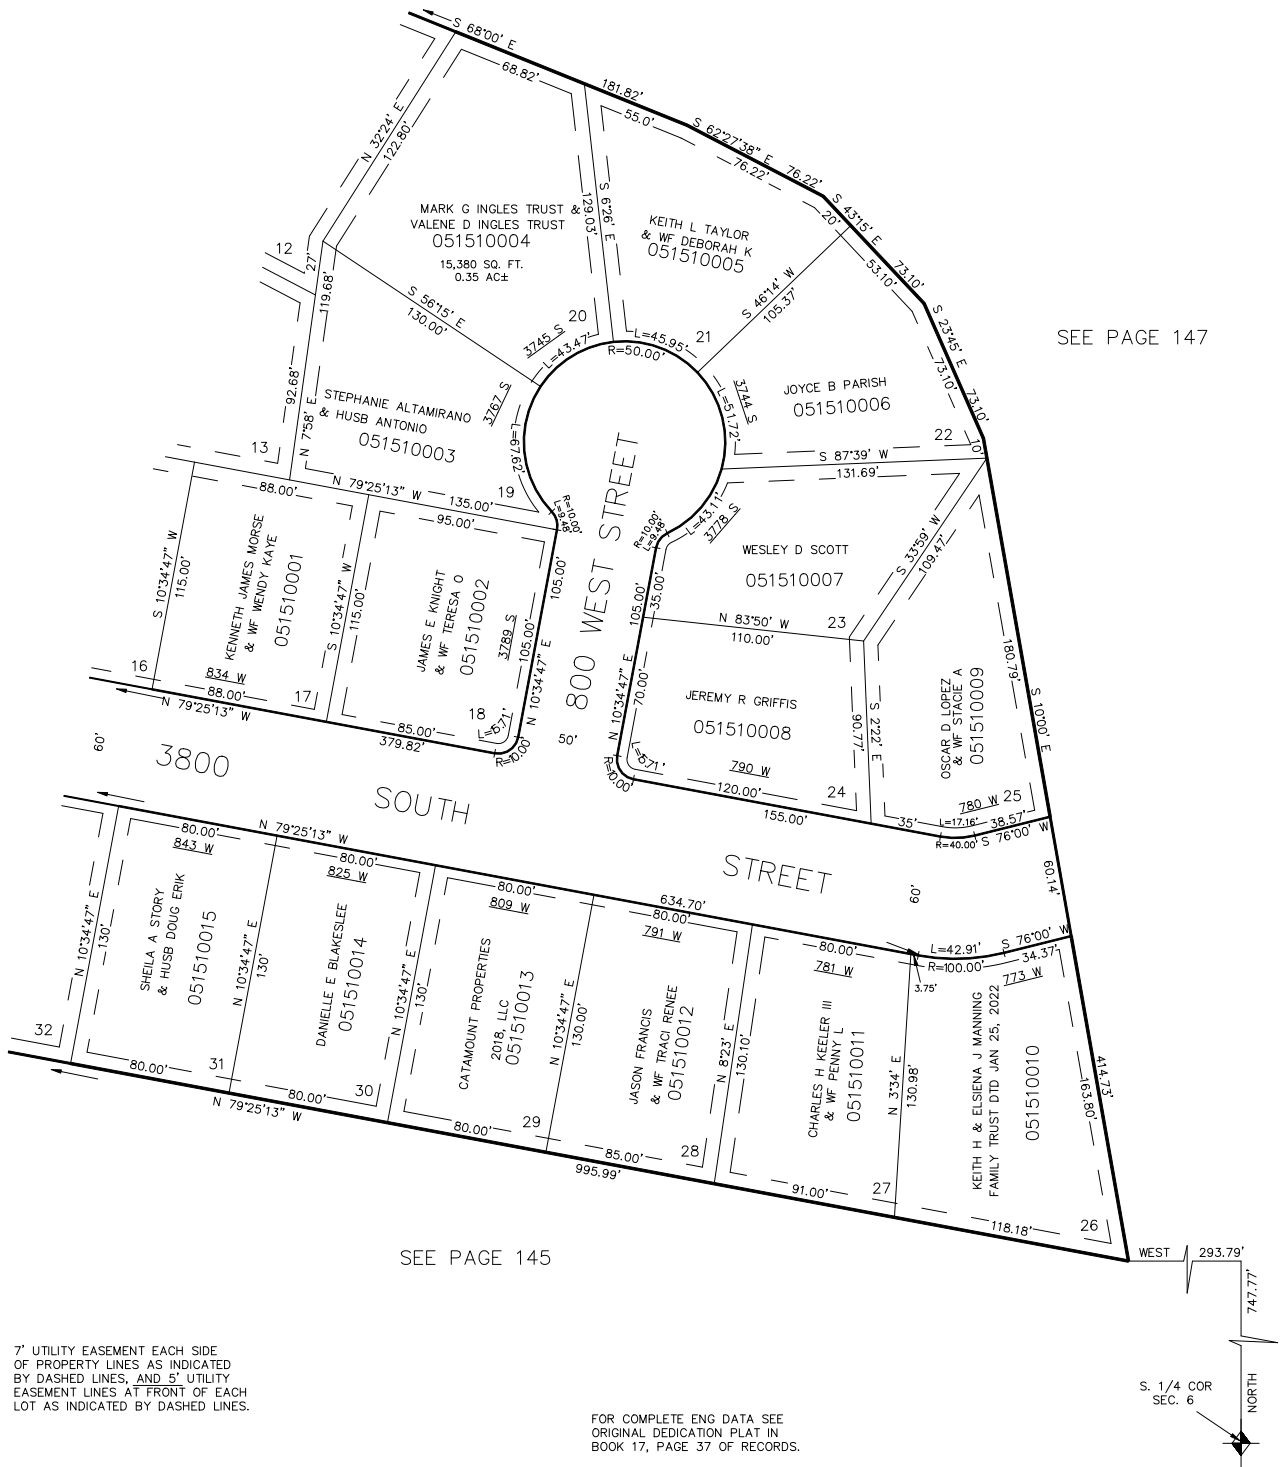 S 68°00' E
68.82'
181.82'
55.0'
S 62°27'38" E
76.22'
76.22'
S 43°15' E
20'
73.10'
53.10'
S 23°45' E
73.10'
73.10'
10'
N 32°24' E
122.80'
12
27'
119.68'
92.68'
N 7°58' E
13
MARK G INGLES TRUST &
VALENE D INGLES TRUST
051510004
15,380 SQ. FT.
0.35 AC±
129.03'
S 6°26' E
KEITH L TAYLOR
& WF DEBORAH K
051510005
S 46°14' W
105.37'
SEE PAGE 147
S 56°15' E
130.00'
20
3745 S
L=43.47'
R=50.00'
L=45.95'
21
3744 S
L=51.72'
JOYCE B PARISH
051510006
22
S 87°39' W
131.69'
STEPHANIE ALTAMIRANO
& HUSB ANTONIO
051510003
3767 S
L=67.62'
19
N 79°25'13" W
135.00'
R=10.00'
L=9.48'
R=10.00'
L=9.48'
L=43.11'
3778 S
WESLEY D SCOTT
051510007
S 33°59' W
109.47'
23
N 83°50' W
110.00'
88.00'
95.00'
S 10°34'47" W
115.00'
KENNETH JAMES MORSE
& WF WENDY KAYE
051510001
834 W
S 10°34'47" W
115.00'
JAMES E KNIGHT
& WF TERESA O
051510002
3789 S
105.00'
105.00'
N 10°34'47" E
800 WEST STREET
105.00'
35.00'
N 10°34'47" E
70.00'
JEREMY R GRIFFIS
051510008
790 W
90.77'
S 2°22' E
OSCAR D LOPEZ
& WF STACIE A
051510009
180.79'
S 10°00' E
16
88.00'
17
N 79°25'13" W
18
85.00'
379.82'
L=15.71'
R=10.00'
50'
L=15.71'
R=10.00'
120.00'
24
155.00'
35'
780 W
25
L=17.16'
38.57'
R=40.00'
S 76°00' W
60'
3800
SOUTH
STREET
60'
60.14'
80.00'
843 W
N 79°25'13" W
80.00'
825 W
80.00'
809 W
634.70'
80.00'
791 W
80.00'
781 W
L=42.91'
R=100.00'
S 76°00' W
34.37'
773 W
3.75'
N 10°34'47" E
130'
SHEILA A STORY
& HUSB DOUG ERIK
051510015
N 10°34'47" E
130'
DANIELLE E BLAKESLEE
051510014
N 10°34'47" E
130'
CATAMOUNT PROPERTIES
2018, LLC
051510013
N 10°34'47" E
130.00'
JASON FRANCIS
& WF TRACI RENEE
051510012
N 8°23' E
130.10'
CHARLES H KEELER III
& WF PENNY L
051510011
N 3°34' E
130.98'
KEITH H & ELSIENA J MANNING
FAMILY TRUST DTD JAN 25, 2022
051510010
414.73'
163.80'
32
80.00'
31
N 79°25'13" W
80.00'
30
80.00'
29
85.00'
28
995.99'
91.00'
27
118.18'
26
SEE PAGE 145
WEST
293.79'
747.77'
NORTH
S. 1/4 COR
SEC. 6
7' UTILITY EASEMENT EACH SIDE
OF PROPERTY LINES AS INDICATED
BY DASHED LINES, AND 5' UTILITY
EASEMENT LINES AT FRONT OF EACH
LOT AS INDICATED BY DASHED LINES.
FOR COMPLETE ENG DATA SEE
ORIGINAL DEDICATION PLAT IN
BOOK 17, PAGE 37 OF RECORDS.